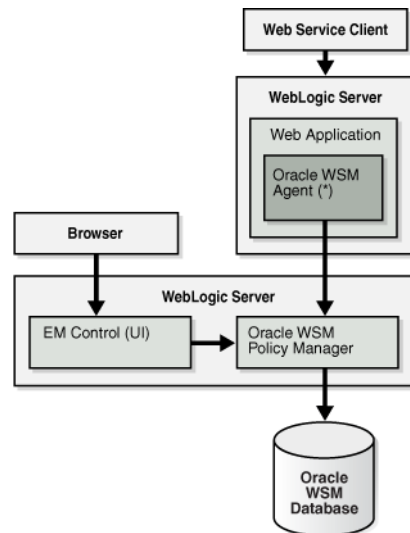 Web Service Client
WebLogic Server
Web Application
Oracle WSM
Agent (*)
Browser
WebLogic Server
EM Control (UI)
Oracle WSM
Policy Manager
Oracle
WSM
Database